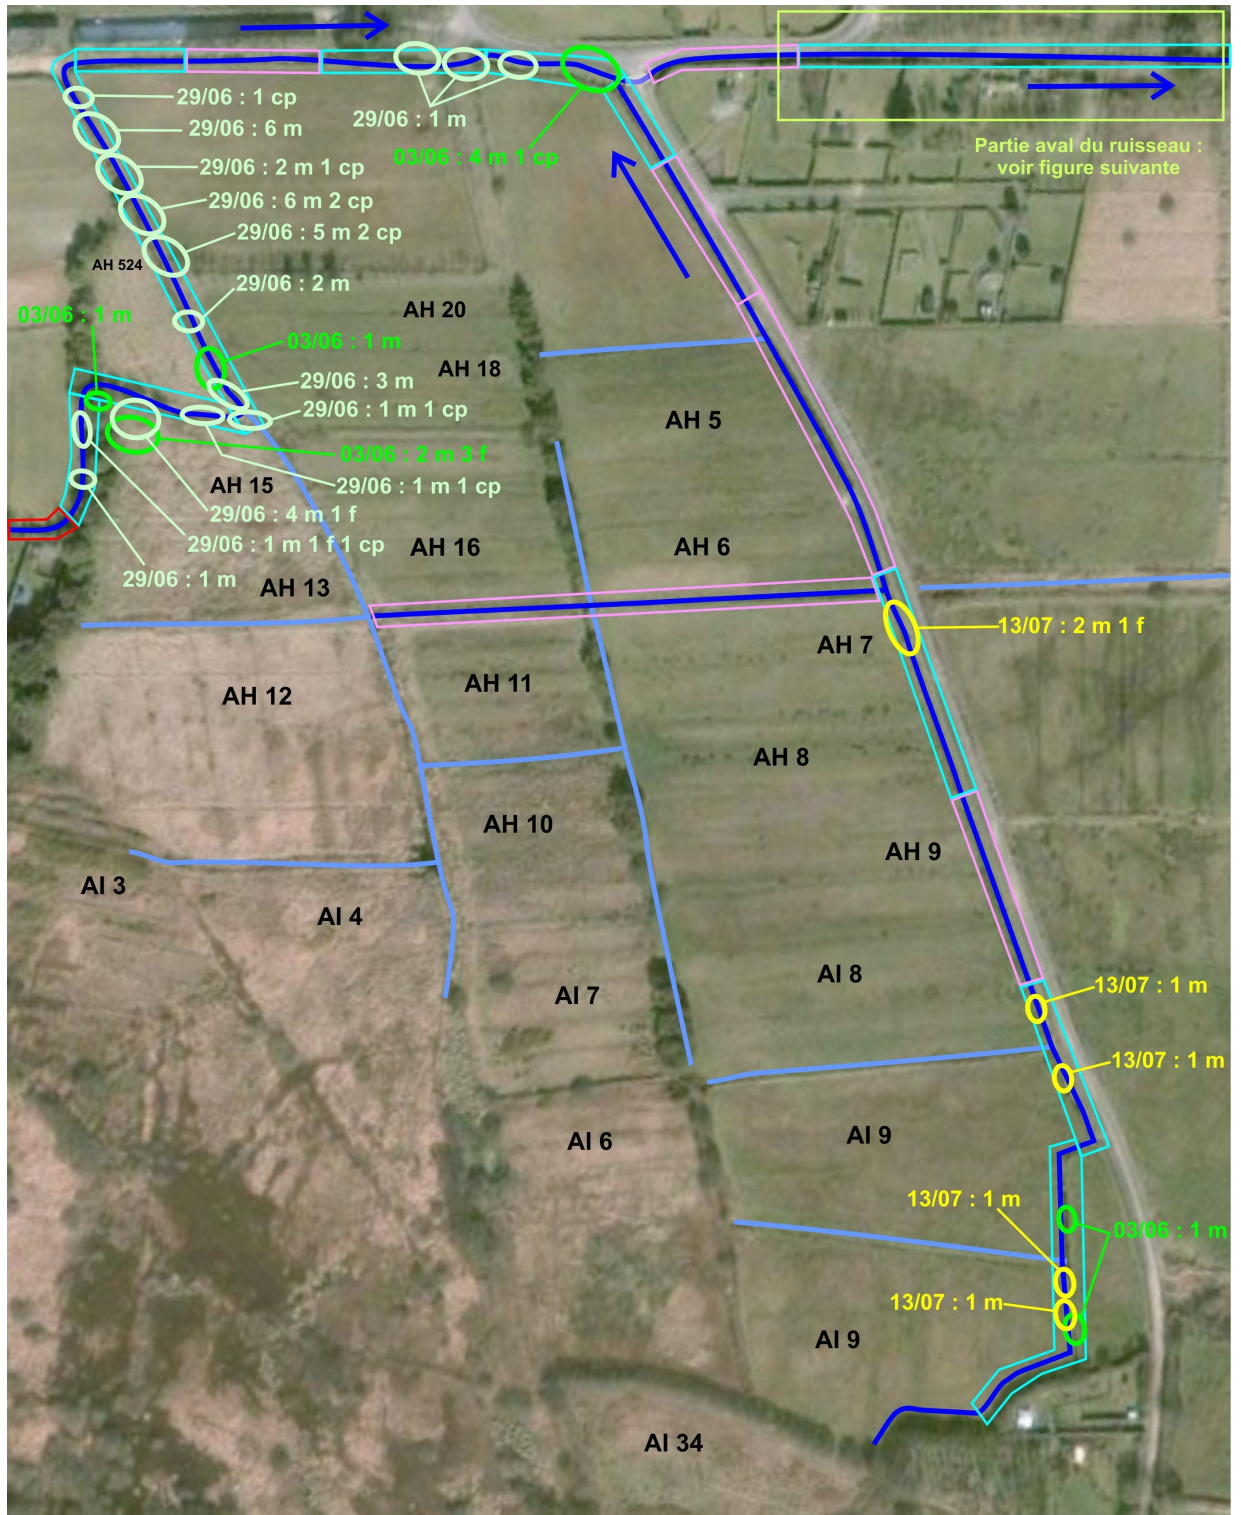 29/06 : 1 cp
29/06 : 1 m
29/06 : 6 m
03/06 : 4 m 1 cp
Partie aval du ruisseau :
voir figure suivante
29/06 : 2 m 1 cp
29/06 : 6 m 2 cp
29/06 : 5 m 2 cp
AH 524
29/06 : 2 m
03/06 : 1 m
AH 20
03/06 : 1 m
AH 18
29/06 : 3 m
29/06 : 1 m 1 cp
AH 5
03/06 : 2 m 3 f
AH 15
29/06 : 1 m 1 cp
29/06 : 4 m 1 f
29/06 : 1 m 1 f 1 cp
AH 16
AH 6
29/06 : 1 m
AH 13
13/07 : 2 m 1 f
AH 7
AH 11
AH 12
AH 8
AH 10
AH 9
AI 3
AI 4
AI 8
13/07 : 1 m
AI 7
13/07 : 1 m
AI 9
AI 6
13/07 : 1 m
03/06 : 1 m
13/07 : 1 m
AI 9
AI 34